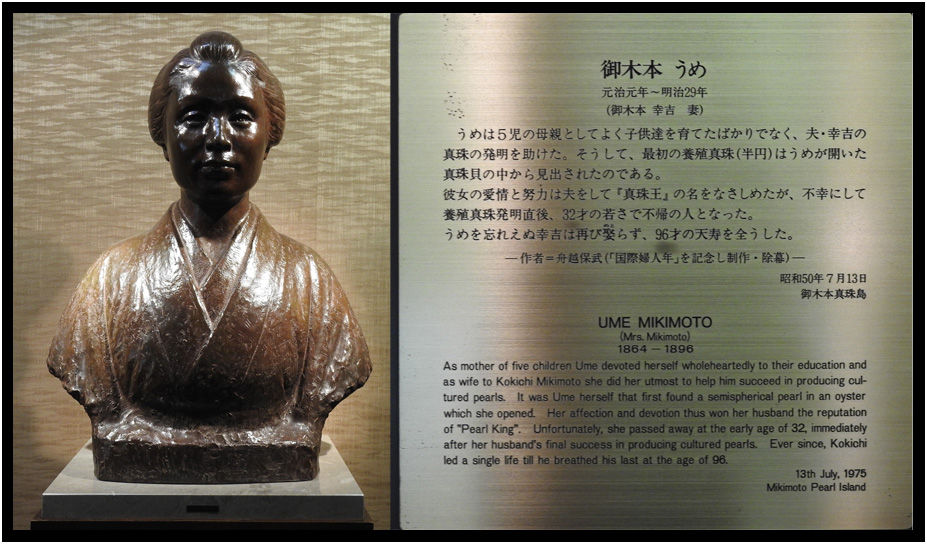 御木本 うめ
元治元年～明治29年
(御木本 幸吉 妻)
うめは5児の母親としてよく子供達を育てたばかりでなく、夫・幸吉の
真珠の発明を助けた。そうして、最初の養殖真珠(半円)はうめが開いた
真珠貝の中から見出されたのである。
彼女の愛情と努力は夫をして『真珠王』の名をなさしめたが、不幸にして
養殖真珠発明直後、32才の若さで不帰の人となった。
うめを忘れえぬ幸吉は再び娶らず、96才の天寿を全うした。
―作者＝舟越保武(「国際婦人年」を記念し制作・除幕)―
昭和50年7月13日
御木本真珠島
UME MIKIMOTO
(Mrs. Mikimoto)
1864 － 1896
As mother of five children Ume devoted herself wholeheartedly to their education and
as wife to Kokichi Mikimoto she did her utmost to help him succeed in producing cul-
tured pearls. It was Ume herself that first found a semispherical pearl in an oyster
which she opened. Her affection and devotion thus won her husband the reputation
of "Pearl King". Unfortunately, she passed away at the early age of 32, immediately
after her husband's final success in producing cultured pearls. Ever since, Kokichi
led a single life till he breathed his last at the age of 96.
13th July, 1975
Mikimoto Pearl Island